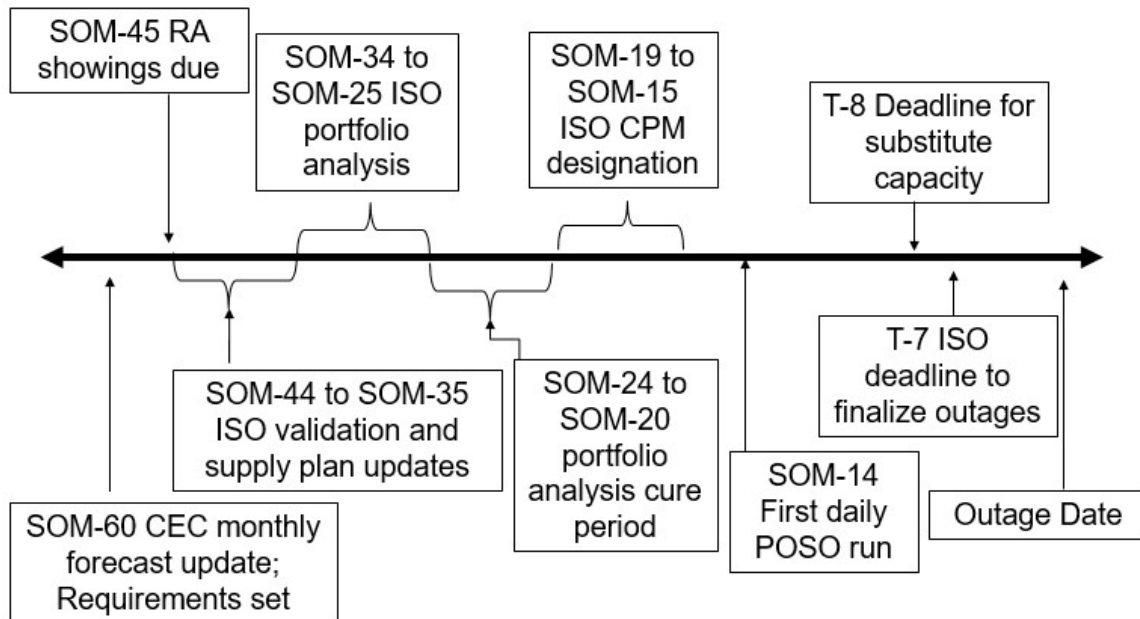 SOM-45 RA
showings due
SOM-34 to
SOM-25 ISO
portfolio
analysis
SOM-19 to
SOM-15
ISO CPM
designation
T-8 Deadline for
substitute
capacity
SOM-60 CEC monthly
forecast update;
Requirements set
SOM-44 to SOM-35
ISO validation and
supply plan updates
SOM-24 to
SOM-20
portfolio
analysis cure
period
SOM-14
First daily
POSO run
T-7 ISO
deadline to
finalize outages
Outage Date